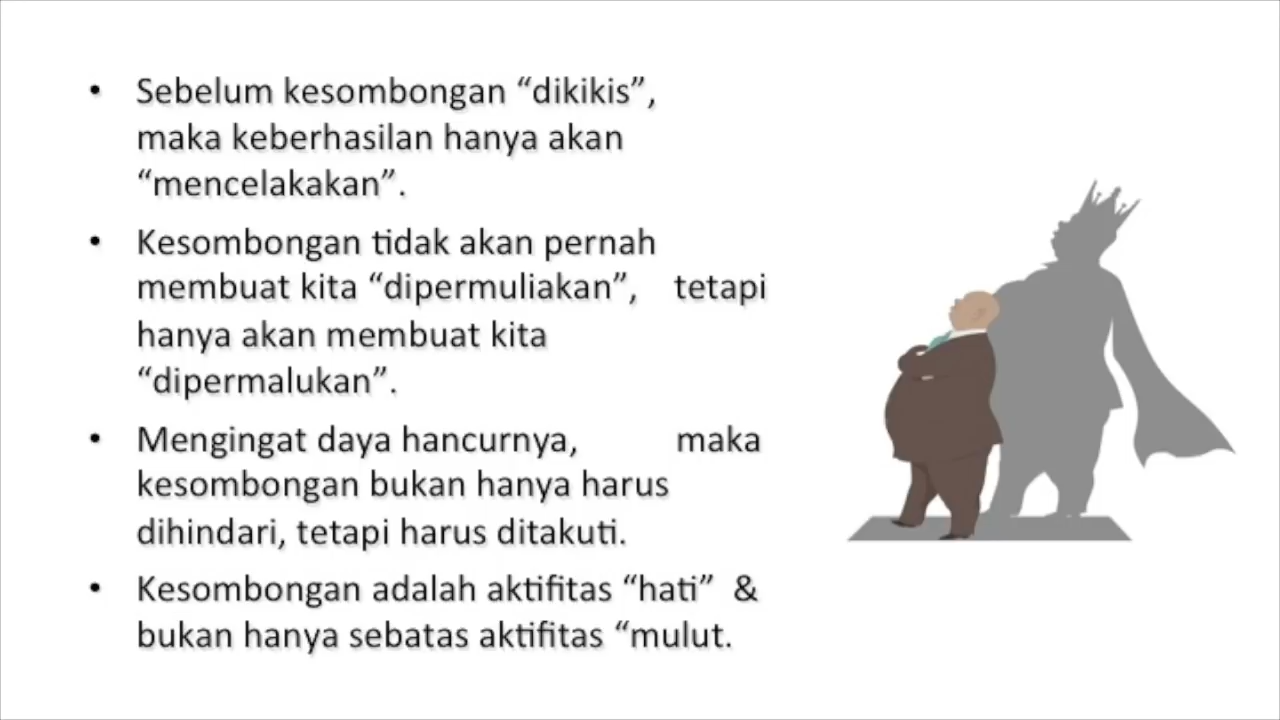 • Sebelum kesombongan “dikikis”,
maka keberhasilan hanya akan
“mencelakakan”.
• Kesombongan tidak akan pernah
membuat kita “dipermuliakan”, tetapi
hanya akan membuat kita
“dipermalukan”.
• Mengingat daya hancurnya, maka
kesombongan bukan hanya harus
dihindari, tetapi harus ditakuti.
• Kesombongan adalah aktifitas “hati” &
bukan hanya sebatas aktifitas “mulut.